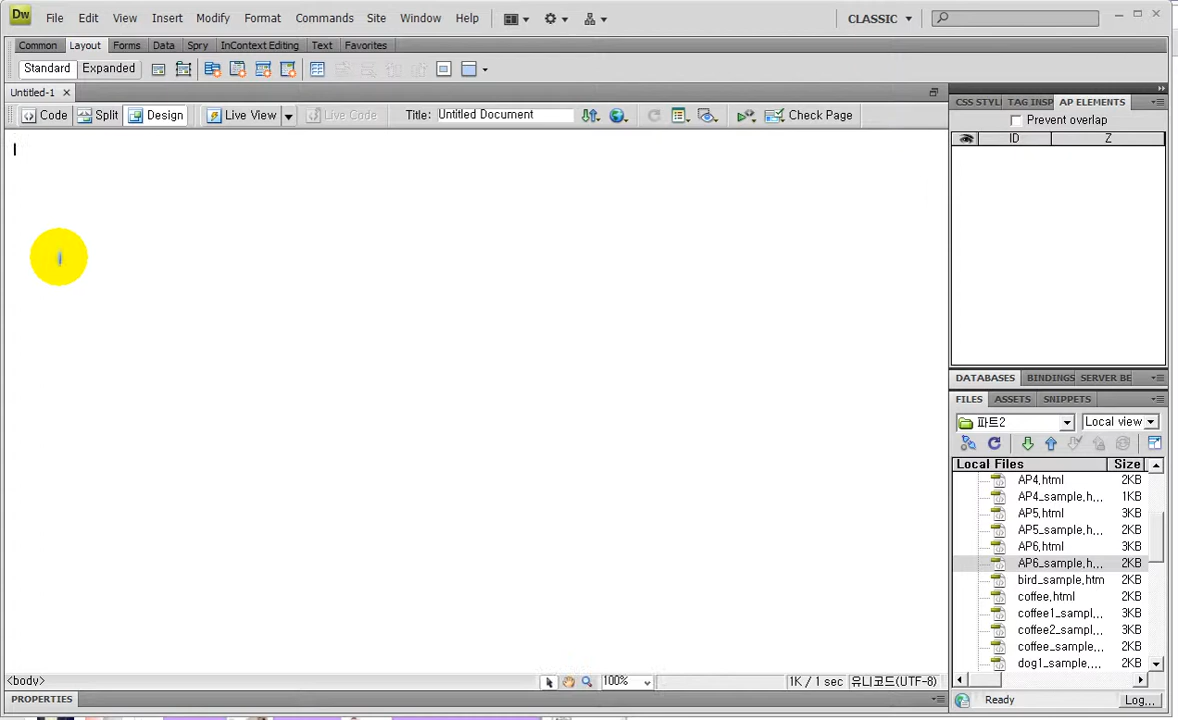 Dw File Edit View Insert Modify Format Commands Site Window Help CLASSIC
Common Layout Forms Data Spry InContext Editing Text Favorites
Standard Expanded
Untitled-1
Code Split Design Live View Live Code Title: Untitled Document Check Page
CSS STYL TAG INSP AP ELEMENTS
Prevent overlap
ID Z
DATABASES BINDINGS SERVER BE
FILES ASSETS SNIPPETS
파트2 Local view
Local Files Size
AP4.html 2KB
AP4_sample.h... 1KB
AP5.html 3KB
AP5_sample.h... 2KB
AP6.html 3KB
AP6_sample.h... 2KB
bird_sample.htm 2KB
coffee.html 2KB
coffee1_sampl... 3KB
coffee2_sampl... 3KB
coffee_sample... 2KB
dog1_sample.... 2KB
<body> 100% 1K / 1 sec 유니코드(UTF-8)
PROPERTIES
Ready Log...